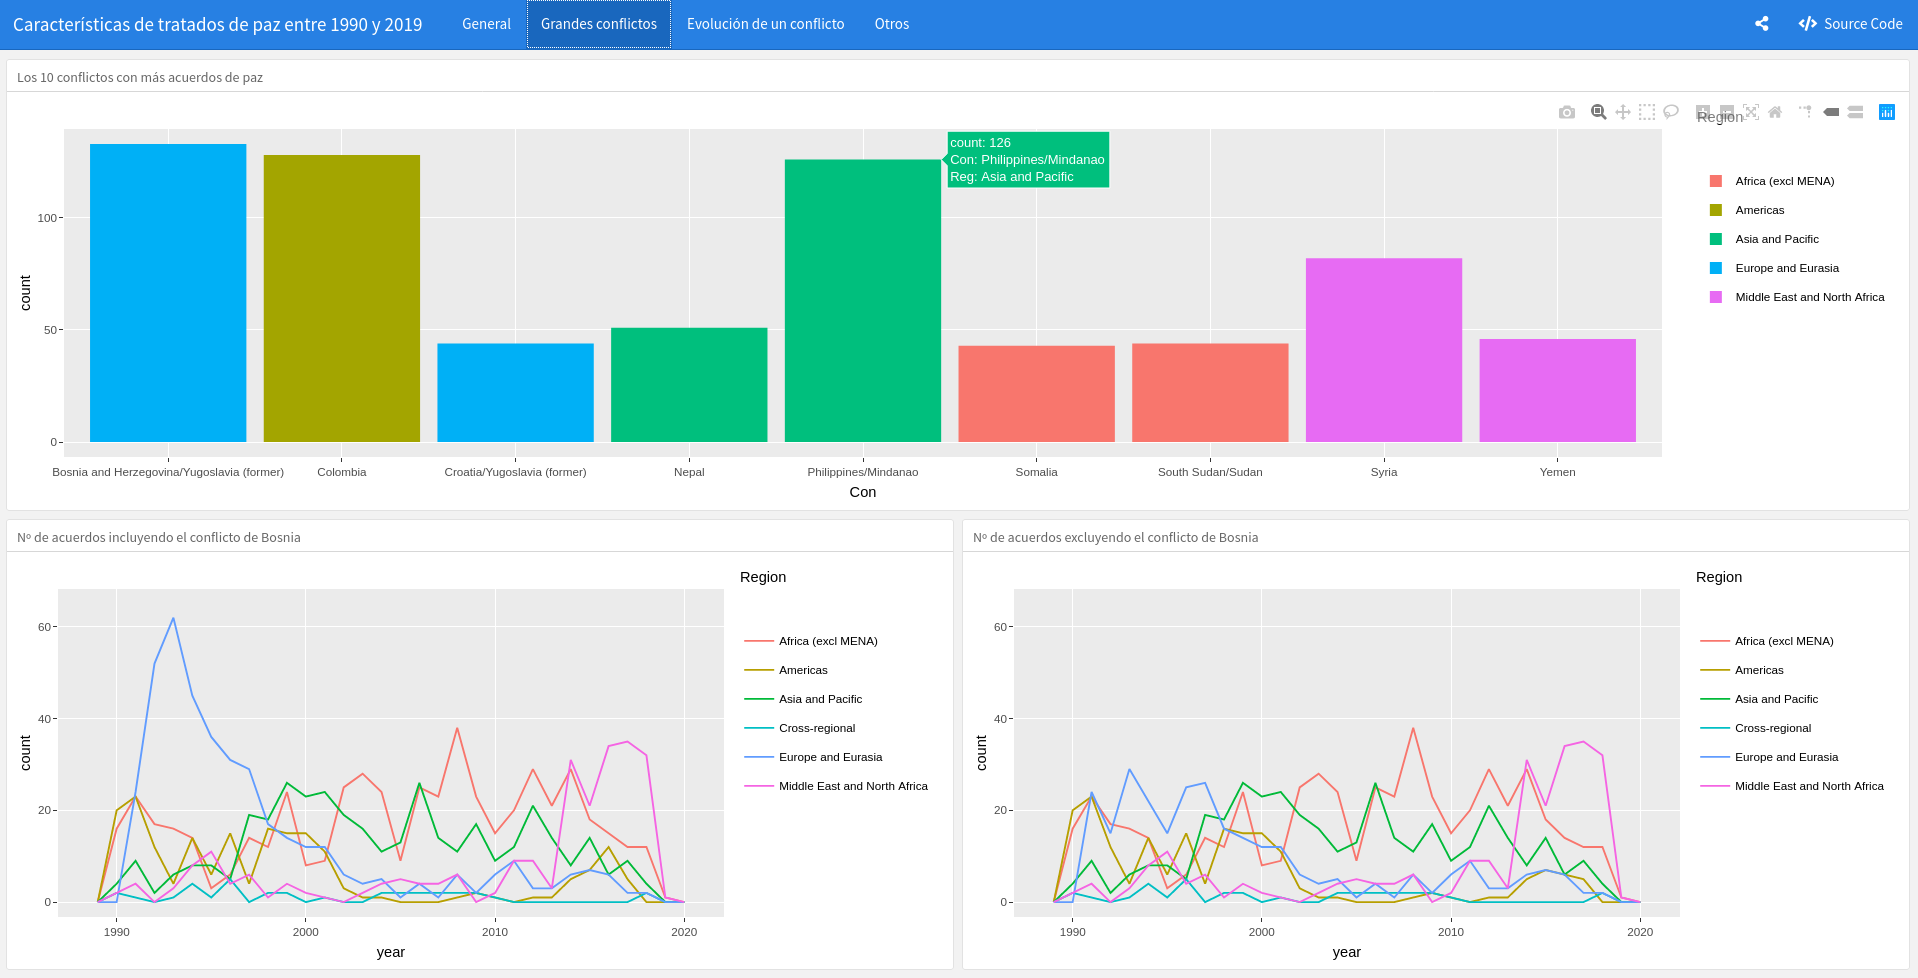 Características de tratados de paz entre 1990 y 2019 General Grandes conflictos Evolución de un conflicto Otros Source Code
Los 10 conflictos con más acuerdos de paz
Region
count: 126
Con: Philippines/Mindanao
Reg: Asia and Pacific
Africa (excl MENA)
Americas
Asia and Pacific
Europe and Eurasia
Middle East and North Africa
100
50
0
count
Bosnia and Herzegovina/Yugoslavia (former) Colombia Croatia/Yugoslavia (former) Nepal Philippines/Mindanao Somalia South Sudan/Sudan Syria Yemen
Con
Nº de acuerdos incluyendo el conflicto de Bosnia
Region
60
40
20
0
count
Africa (excl MENA)
Americas
Asia and Pacific
Cross-regional
Europe and Eurasia
Middle East and North Africa
1990 2000 2010 2020
year
Nº de acuerdos excluyendo el conflicto de Bosnia
Region
60
40
20
0
count
Africa (excl MENA)
Americas
Asia and Pacific
Cross-regional
Europe and Eurasia
Middle East and North Africa
1990 2000 2010 2020
year